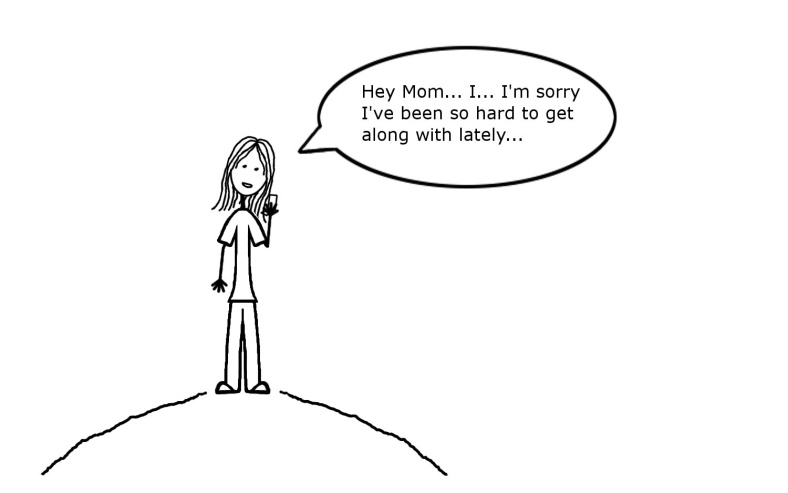 Hey Mom... I... I'm sorry
I've been so hard to get
along with lately...